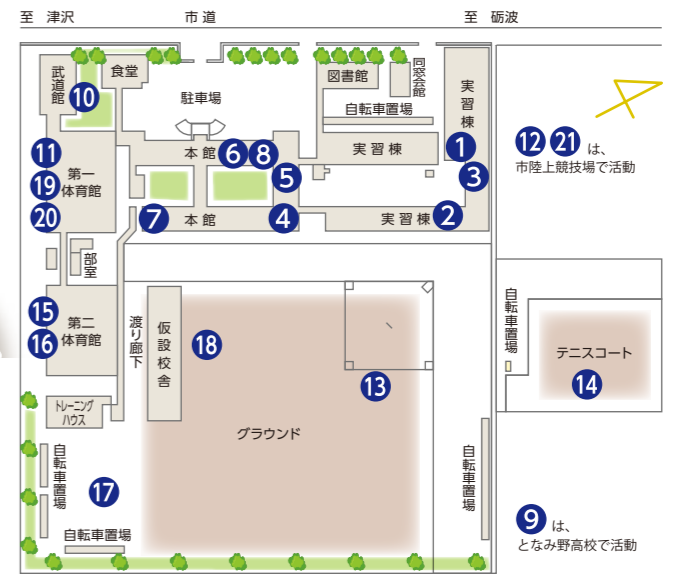 至 津沢
市 道
至 砺波
武道館
食堂
駐車場
図書館
同窓会館
実習棟
自転車置場
⑩
⑪
第一
体育館
⑲
⑳
本 館
⑥ ⑧
⑤
実 習 棟
①
③
⑦
本 館
④
実 習 棟
②
⑫ ㉑ は、
市陸上競技場で活動
部室
⑮
第二
体育館
⑯
渡り廊下
仮設校舎
⑱
⑬
自転車置場
テニスコート
⑭
トレーニング
ハウス
グラウンド
自転車置場
⑰
自転車置場
自転車置場
⑨ は、
となみ野高校で活動